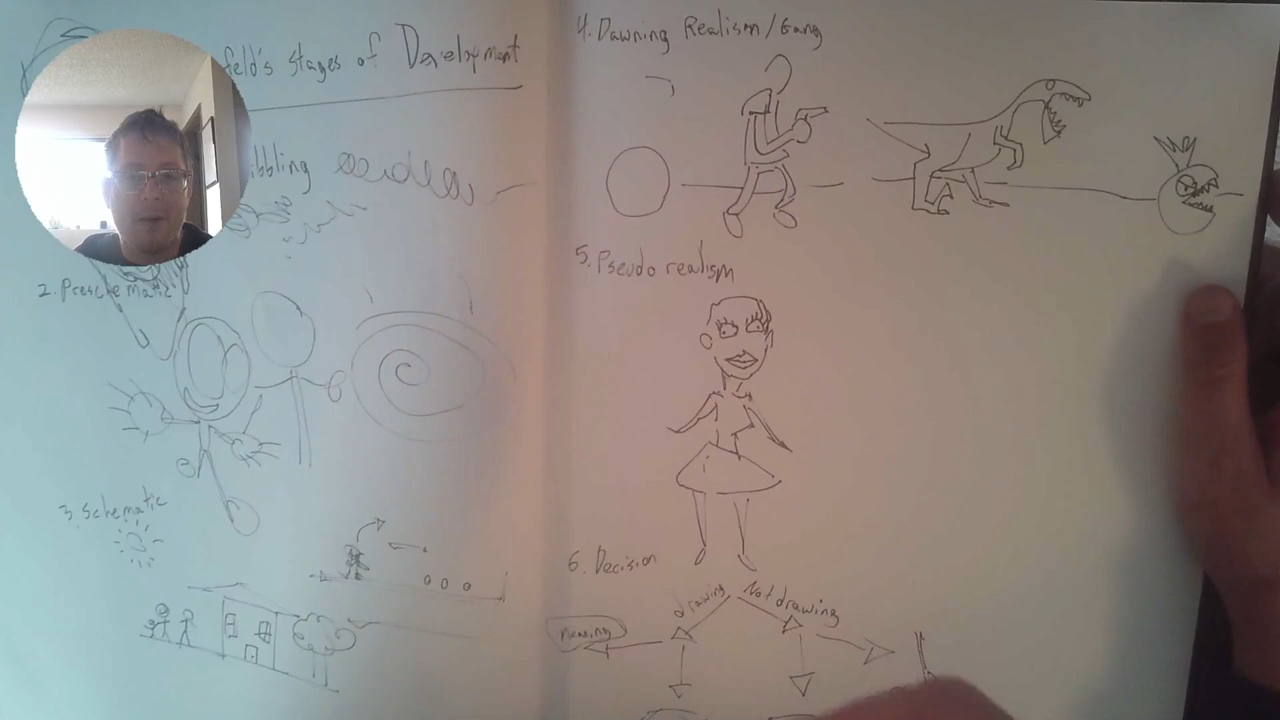 feld's stages of Development
ibbling
2. Preschematic
3. Schematic
4. Dawning Realism/Gang
5. Pseudo realism
6. Decision
drawing Not drawing